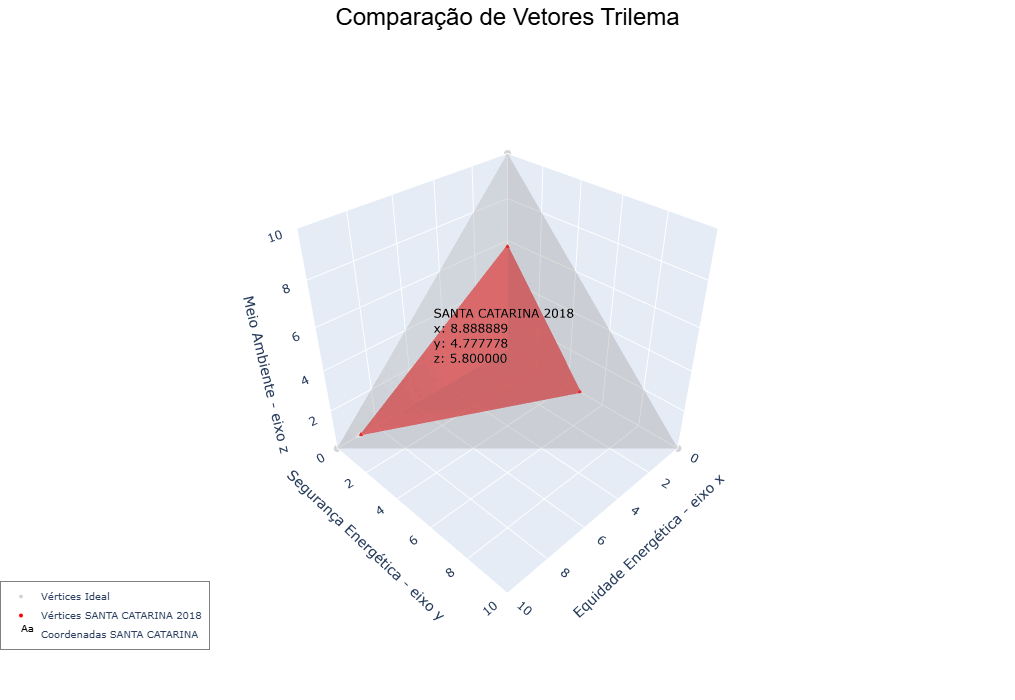 Comparação de Vetores Trilema
10
8
6
4
2
0
Meio Ambiente - eixo z
SANTA CATARINA 2018
x: 8.888889
y: 4.777778
z: 5.800000
2
4
6
8
10
Segurança Energética - eixo y
0
2
4
6
8
10
Equidade Energética - eixo x
Vértices Ideal
Vértices SANTA CATARINA 2018
Aa Coordenadas SANTA CATARINA